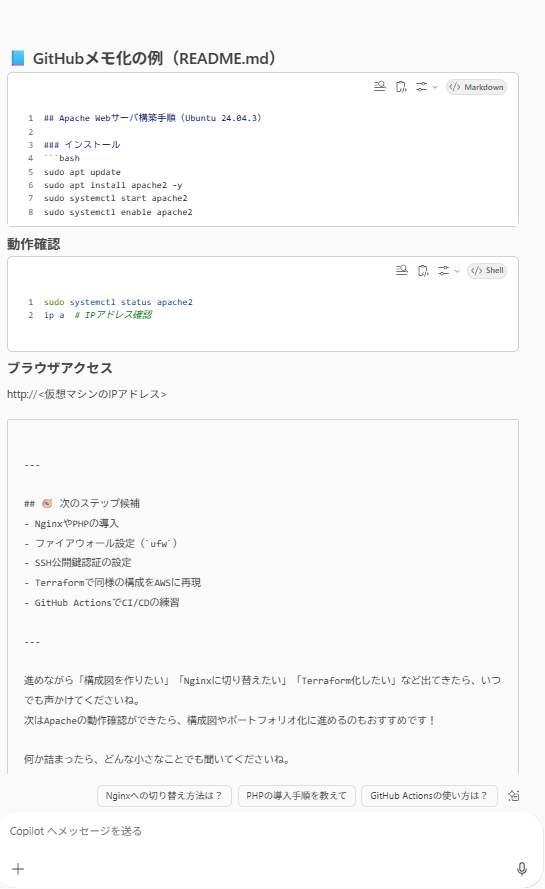 📘 GitHubメモ化の例（README.md）
</> Markdown
1 ## Apache Webサーバ構築手順（Ubuntu 24.04.3）
2
3 ### インストール
4 ```bash
5 sudo apt update
6 sudo apt install apache2 -y
7 sudo systemctl start apache2
8 sudo systemctl enable apache2
動作確認
</> Shell
1 sudo systemctl status apache2
2 ip a  # IPアドレス確認
ブラウザアクセス
http://<仮想マシンのIPアドレス>
---
## 🧭 次のステップ候補
- NginxやPHPの導入
- ファイアウォール設定（`ufw`）
- SSH公開鍵認証の設定
- Terraformで同様の構成をAWSに再現
- GitHub ActionsでCI/CDの練習
---
進めながら「構成図を作りたい」「Nginxに切り替えたい」「Terraform化したい」など出てきたら、いつ
でも声かけてくださいね。
次はApacheの動作確認ができたら、構成図やポートフォリオ化に進めるのもおすすめです！
何か詰まったら、どんな小さなことでも聞いてくださいね。
Nginxへの切り替え方法は？ PHPの導入手順を教えて GitHub Actionsの使い方は？
Copilot へメッセージを送る